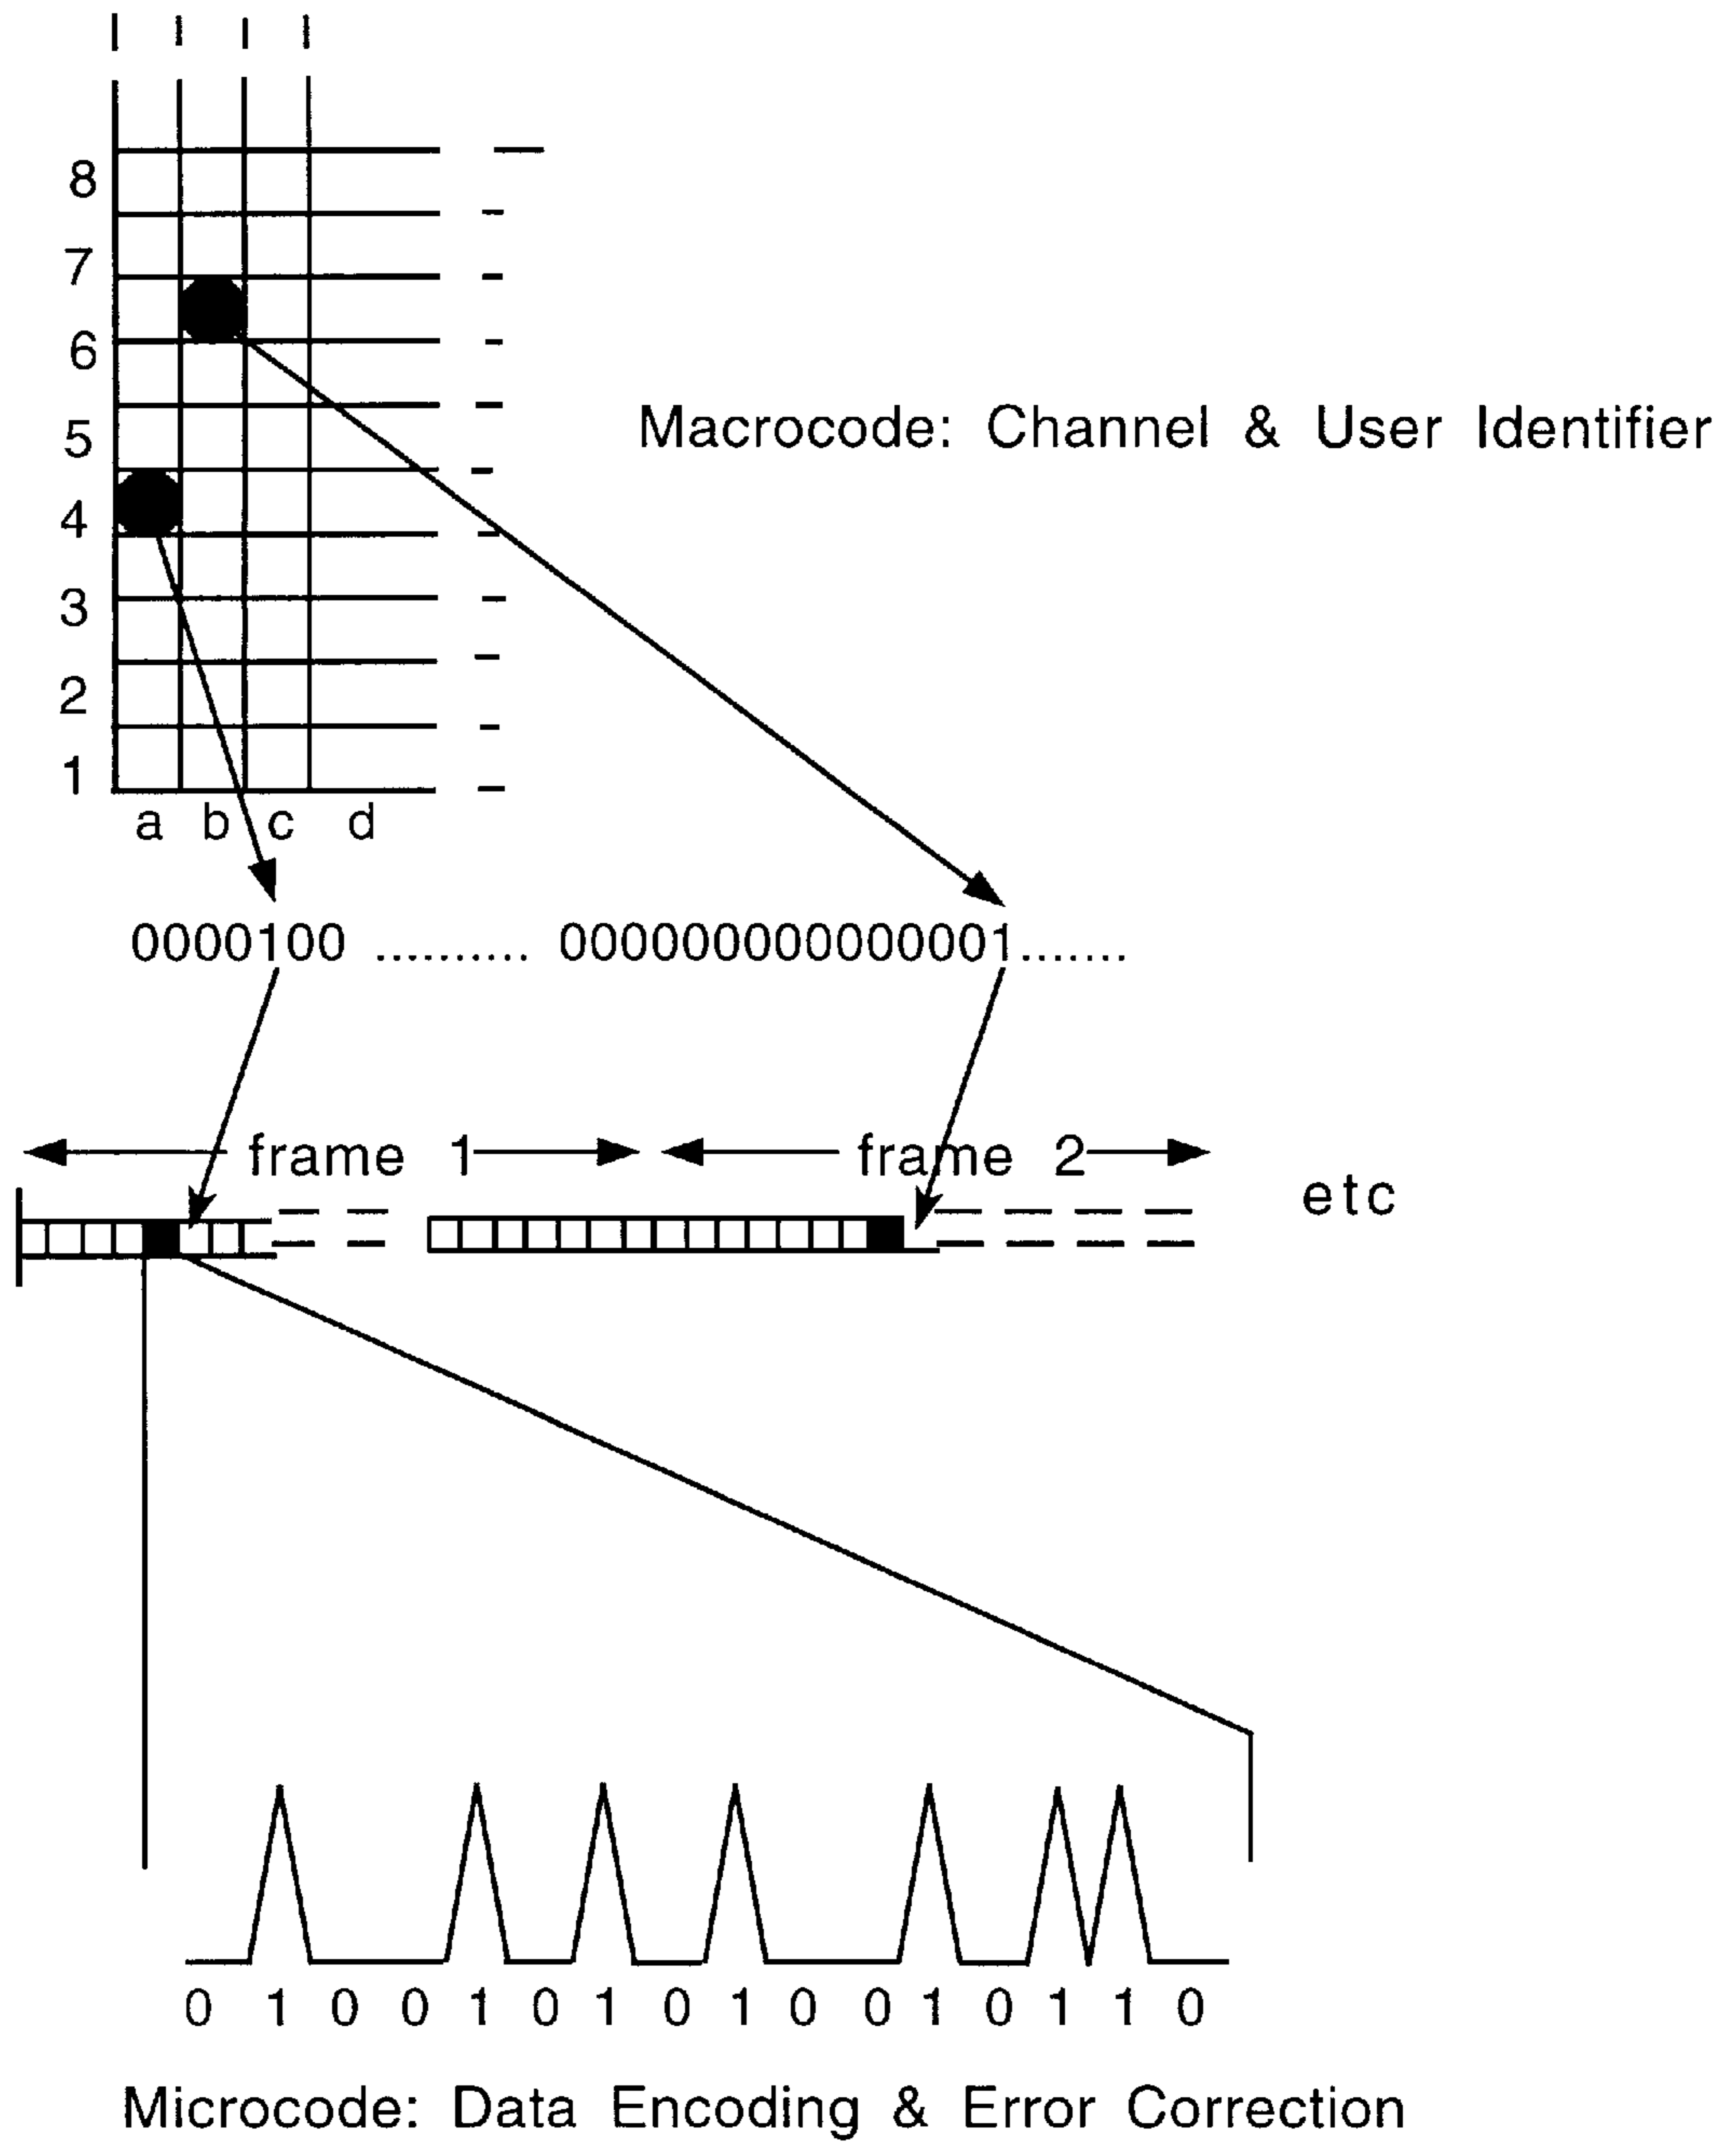 8
7
6
Macrocode: Channel & User Identifier
5
4
3
2
1
a b c d
0000100 .......... 000000000000001.......
frame 1 frame 2
etc
0 1 0 0 1 0 1 0 1 0 0 1 0 1 1 0
Microcode: Data Encoding & Error Correction